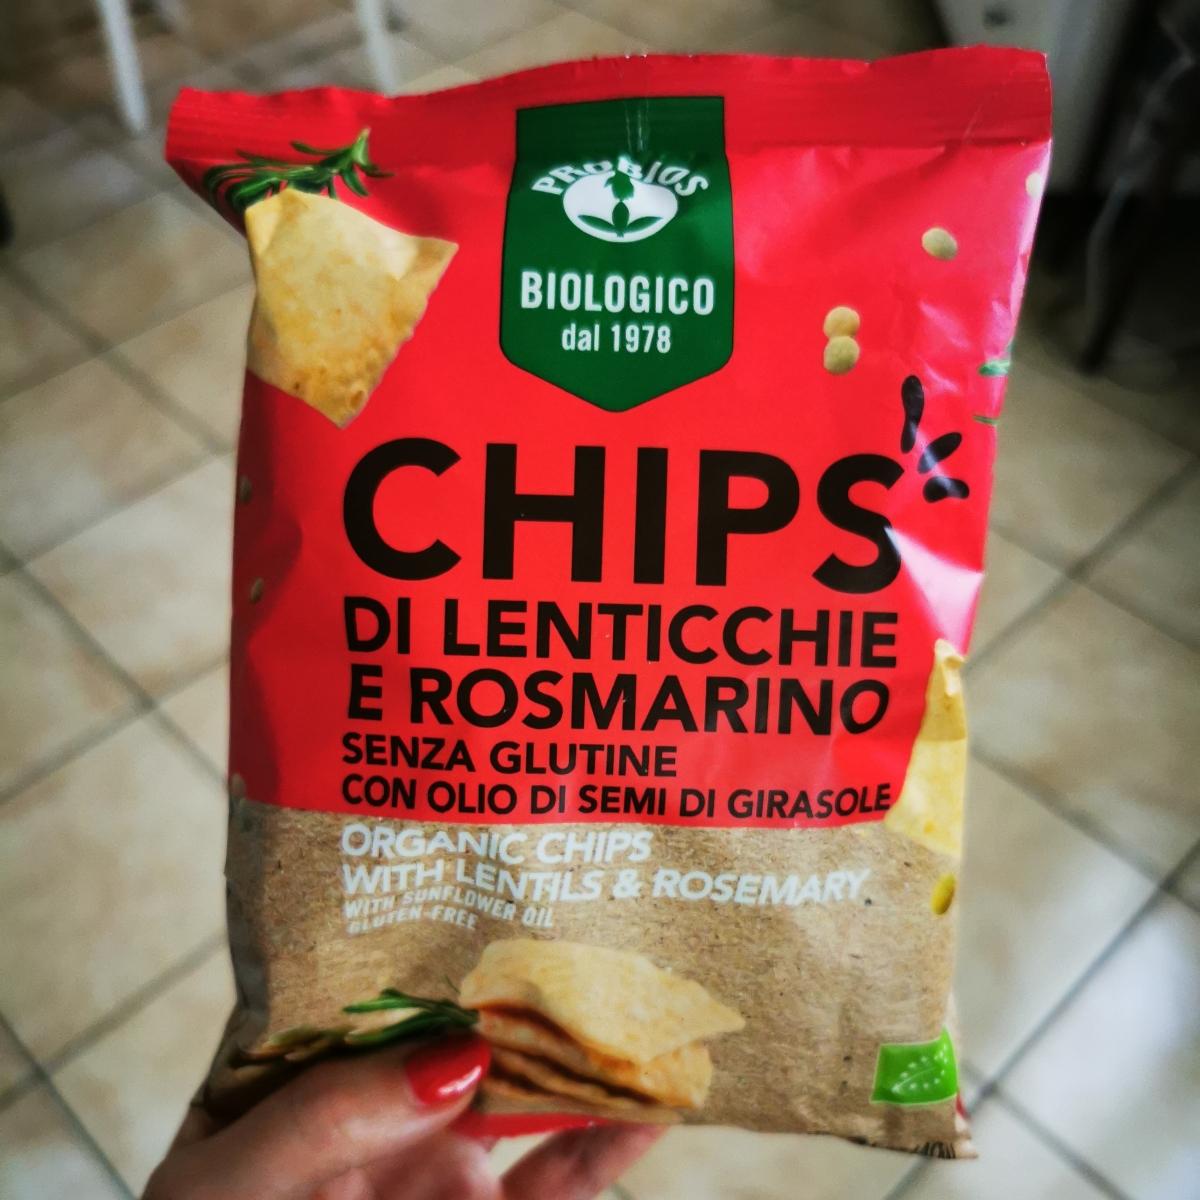 PROBIOS
BIOLOGICO
dal 1978
CHIPS
DI LENTICCHIE
E ROSMARINO
SENZA GLUTINE
CON OLIO DI SEMI DI GIRASOLE
ORGANIC CHIPS
WITH LENTILS & ROSEMARY
WITH SUNFLOWER OIL
GLUTEN-FREE